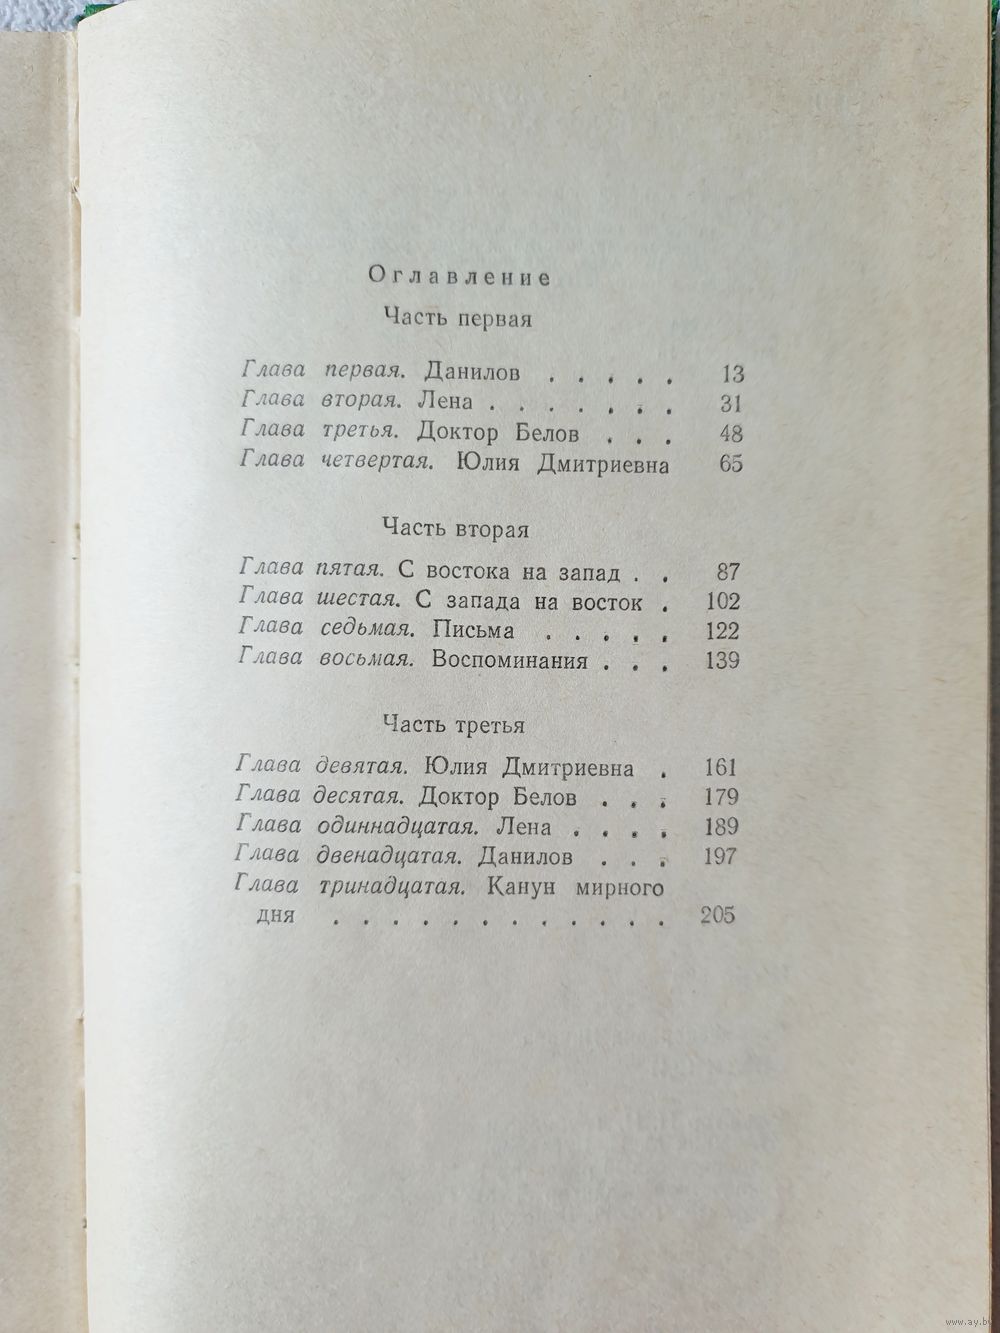 Оглавление
Часть первая
Глава первая. Данилов . . . . . 13
Глава вторая. Лена . . . . . . . 31
Глава третья. Доктор Белов . . . 48
Глава четвертая. Юлия Дмитриевна 65
Часть вторая
Глава пятая. С востока на запад . . 87
Глава шестая. С запада на восток . 102
Глава седьмая. Письма . . . . . 122
Глава восьмая. Воспоминания . . . 139
Часть третья
Глава девятая. Юлия Дмитриевна . 161
Глава десятая. Доктор Белов . . . 179
Глава одиннадцатая. Лена . . . . 189
Глава двенадцатая. Данилов . . . 197
Глава тринадцатая. Канун мирного
дня . . . . . . . . . . . . 205
www.ay.by